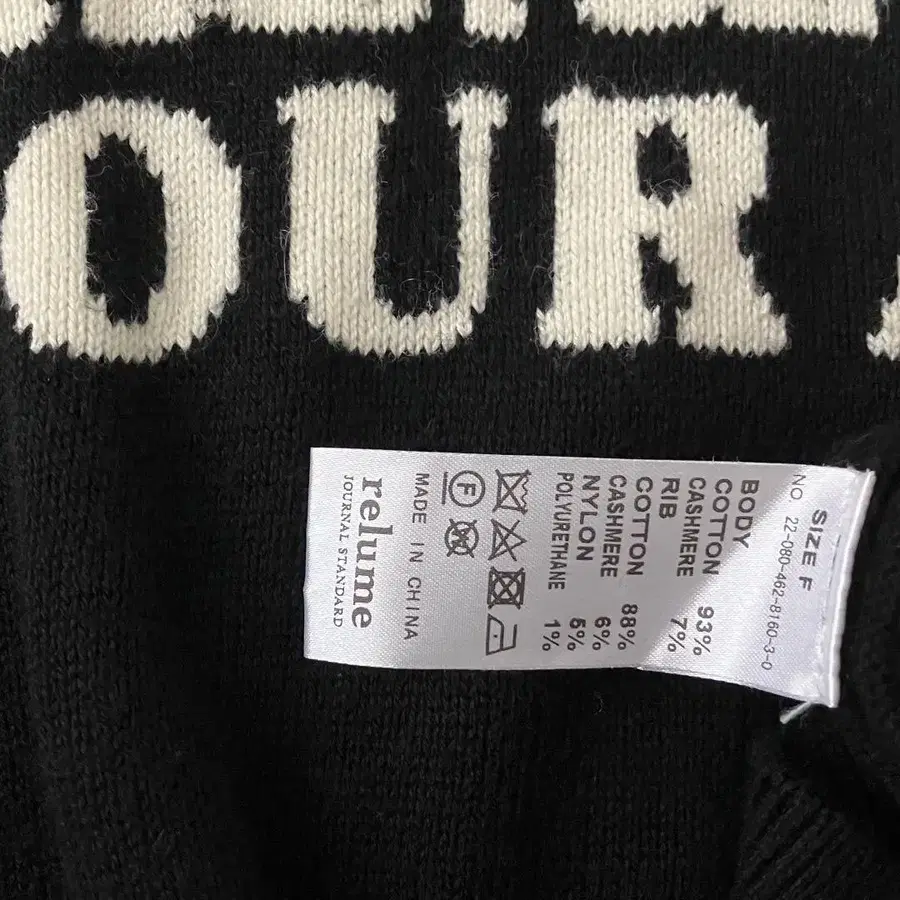 OUR
SIZE F
NO 22-080-462-8160-3-0
BODY
COTTON 93%
CASHMERE 7%
RIB
COTTON 88%
CASHMERE 6%
NYLON 5%
POLYURETHANE 1%
MADE IN CHINA
relume
JOURNAL STANDARD